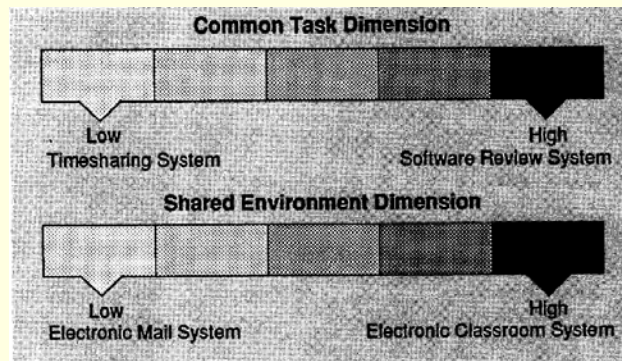 Common Task Dimension
Low High
Timesharing System Software Review System
Shared Environment Dimension
Low High
Electronic Mail System Electronic Classroom System